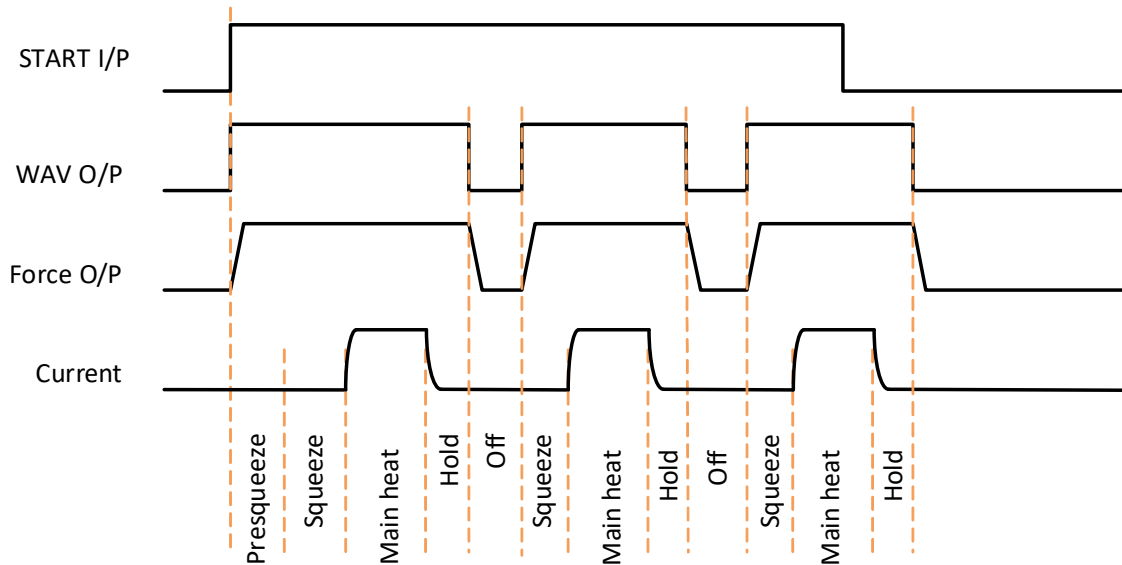 START I/P
WAV O/P
Force O/P
Current
Presqueeze
Squeeze
Main heat
Hold
Off
Squeeze
Main heat
Hold
Off
Squeeze
Main heat
Hold